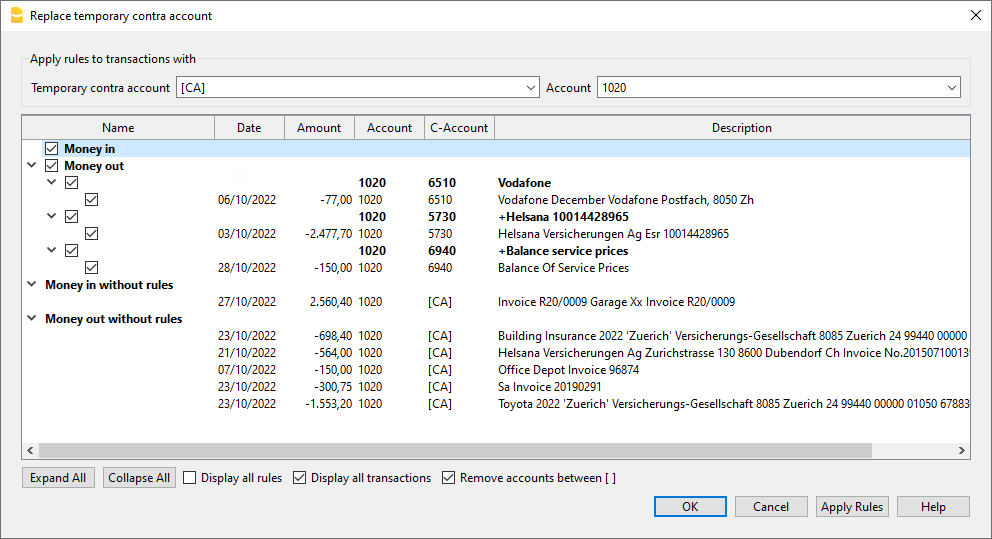 Replace temporary contra account
Apply rules to transactions with
Temporary contra account [CA] Account 1020
Name Date Amount Account C-Account Description
Money in
Money out
1020 6510 Vodafone
06/10/2022 -77,00 1020 6510 Vodafone December Vodafone Postfach, 8050 Zh
1020 5730 +Helsana 10014428965
03/10/2022 -2.477,70 1020 5730 Helsana Versicherungen Ag Esr 10014428965
1020 6940 +Balance service prices
28/10/2022 -150,00 1020 6940 Balance Of Service Prices
Money in without rules
27/10/2022 2.560,40 1020 [CA] Invoice R20/0009 Garage Xx Invoice R20/0009
Money out without rules
23/10/2022 -698,40 1020 [CA] Building Insurance 2022 'Zuerich' Versicherungs-Gesellschaft 8085 Zuerich 24 99440 00000
21/10/2022 -564,00 1020 [CA] Helsana Versicherungen Ag Zurichstrasse 130 8600 Dubendorf Ch Invoice No.201507100139
07/10/2022 -150,00 1020 [CA] Office Depot Invoice 96874
23/10/2022 -300,75 1020 [CA] Sa Invoice 20190291
23/10/2022 -1.553,20 1020 [CA] Toyota 2022 'Zuerich' Versicherungs-Gesellschaft 8085 Zuerich 24 99440 00000 01050 67883
Expand All Collapse All Display all rules Display all transactions Remove accounts between [ ]
OK Cancel Apply Rules Help